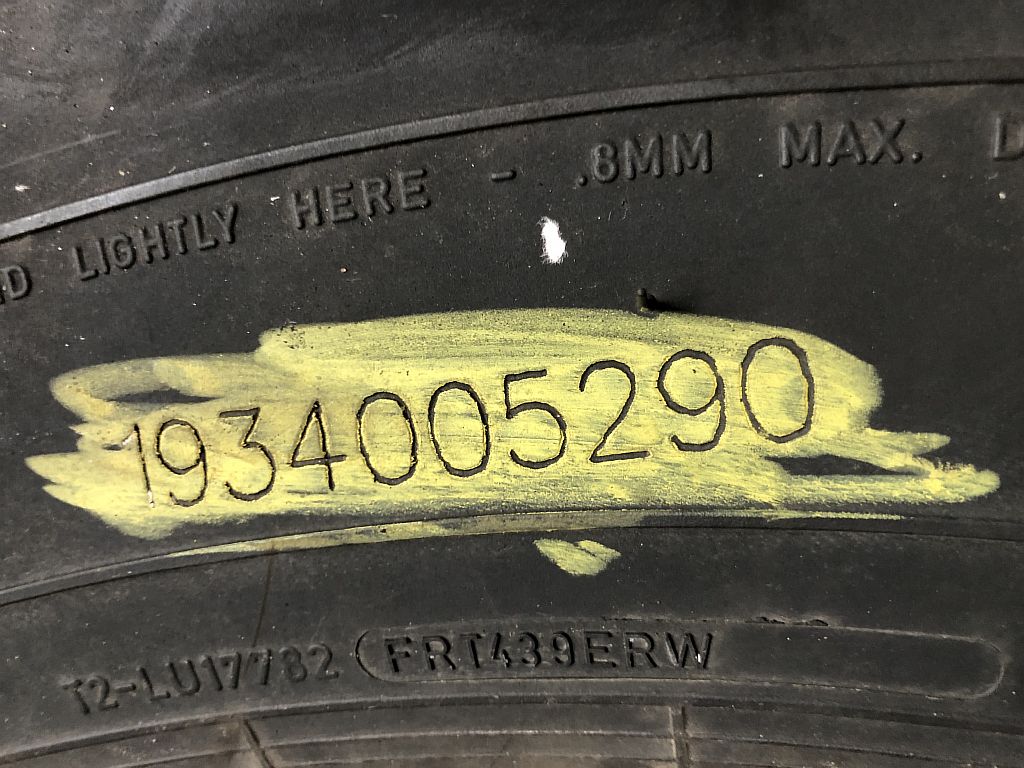 LIGHTLY HERE - .8MM MAX.
1934005290
T2-LU17782 FRT439ERW